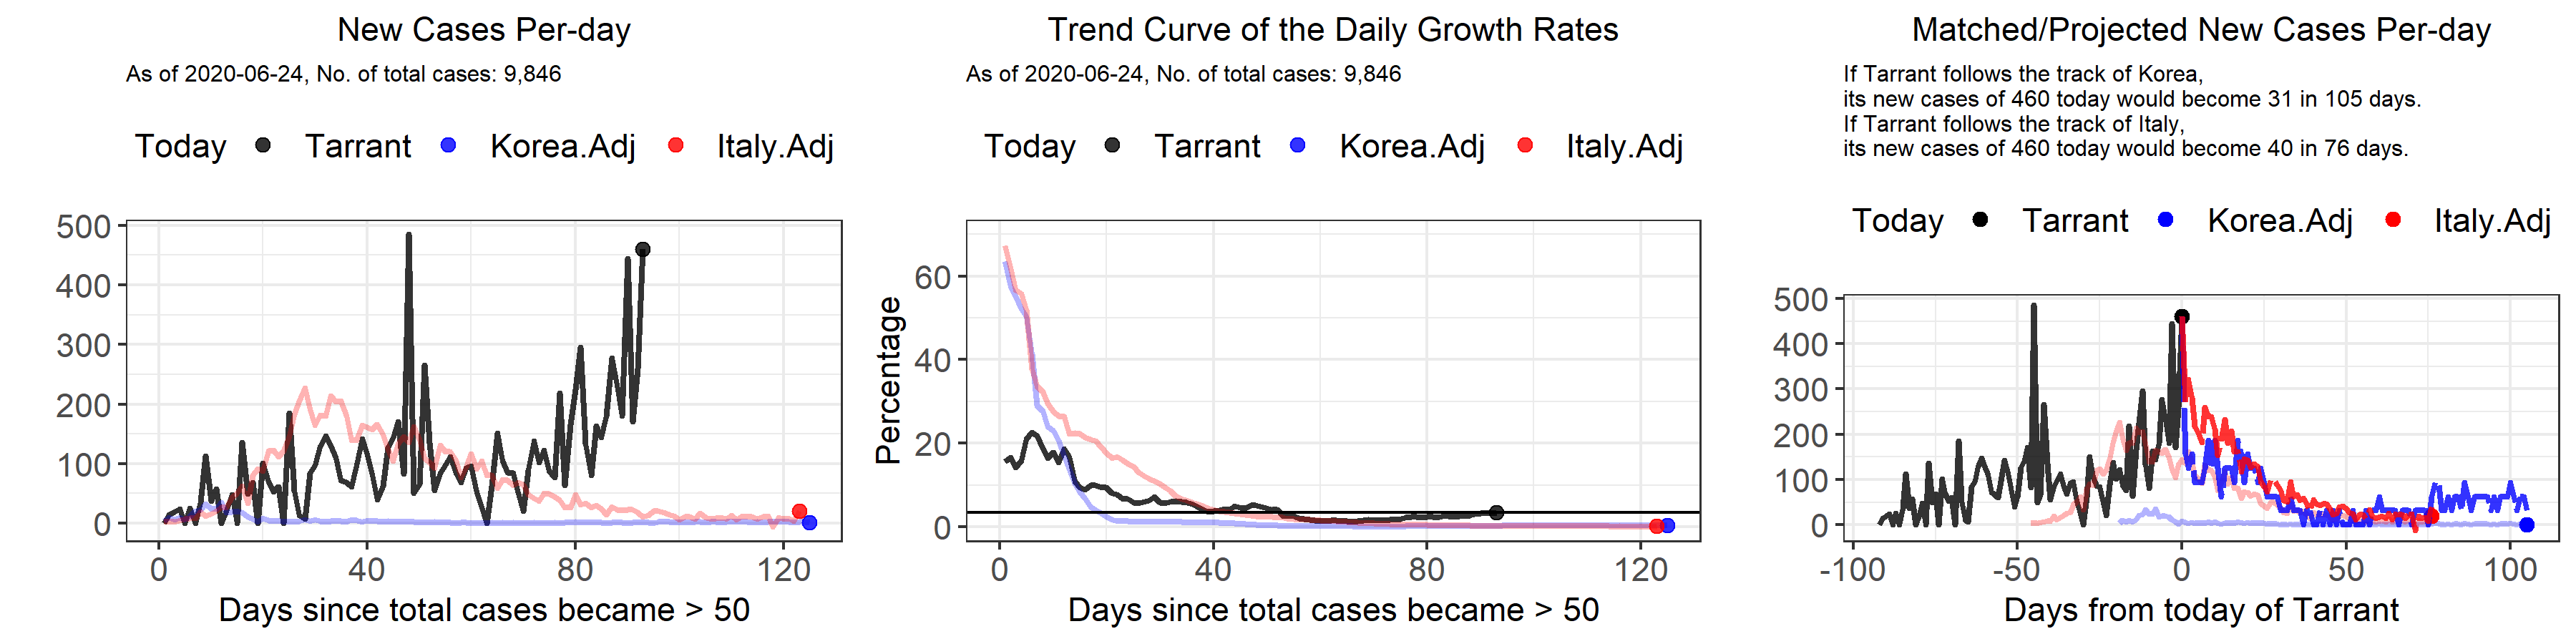 New Cases Per-day
As of 2020-06-24, No. of total cases: 9,846
Today Tarrant Korea.Adj Italy.Adj
500
400
300
200
100
0
0 40 80 120
Days since total cases became > 50
Trend Curve of the Daily Growth Rates
As of 2020-06-24, No. of total cases: 9,846
Today Tarrant Korea.Adj Italy.Adj
Percentage
60
40
20
0
0 40 80 120
Days since total cases became > 50
Matched/Projected New Cases Per-day
If Tarrant follows the track of Korea,
its new cases of 460 today would become 31 in 105 days.
If Tarrant follows the track of Italy,
its new cases of 460 today would become 40 in 76 days.
Today Tarrant Korea.Adj Italy.Adj
500
400
300
200
100
0
-100 -50 0 50 100
Days from today of Tarrant